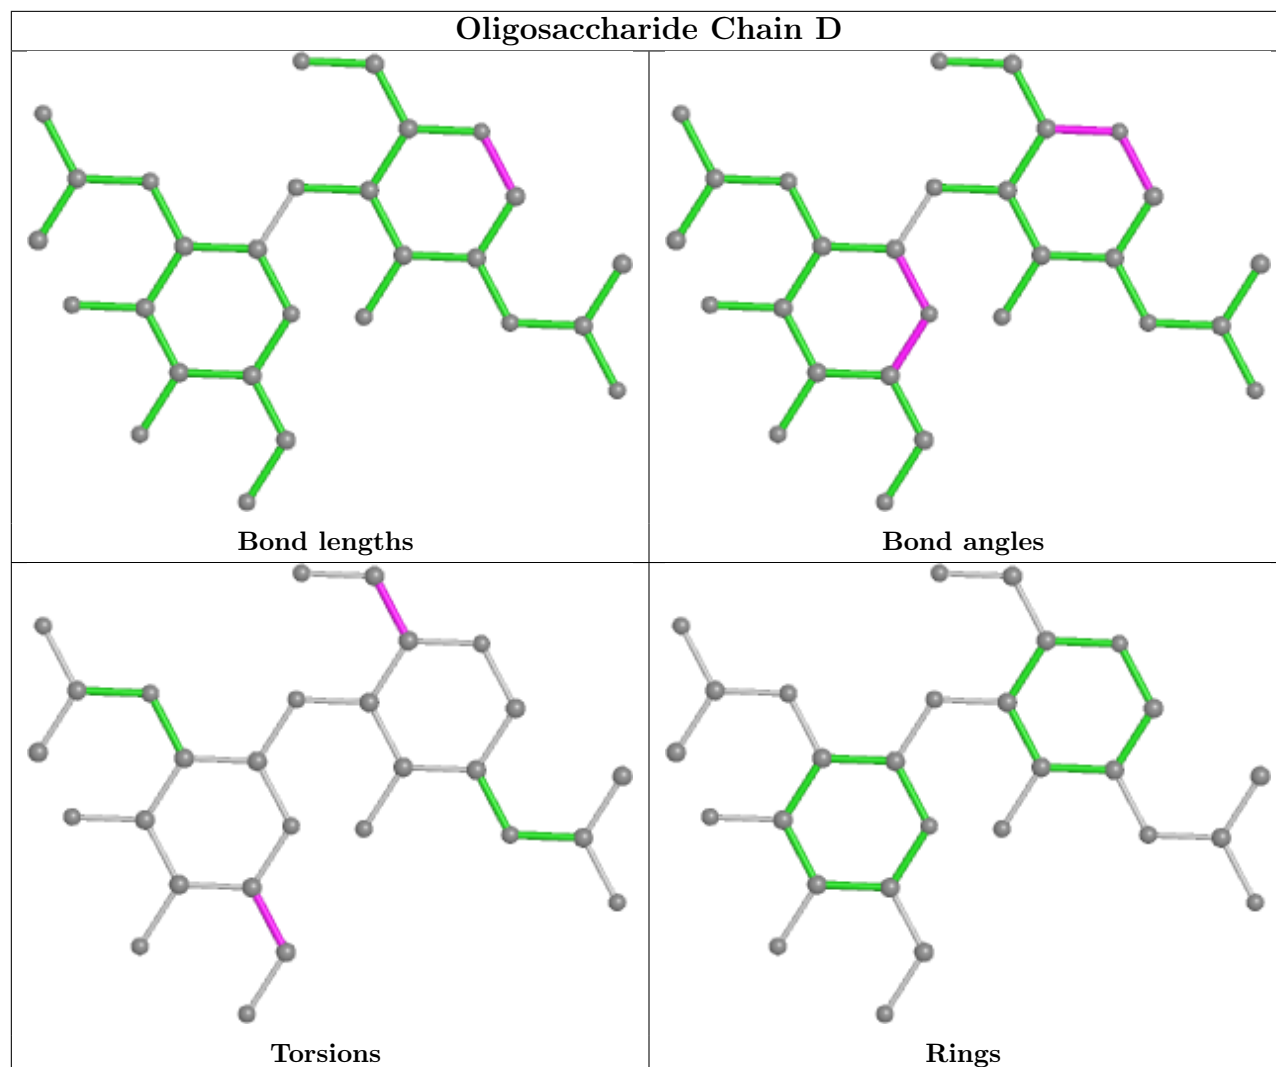 Oligosaccharide Chain D
Bond lengths
Bond angles
Torsions
Rings